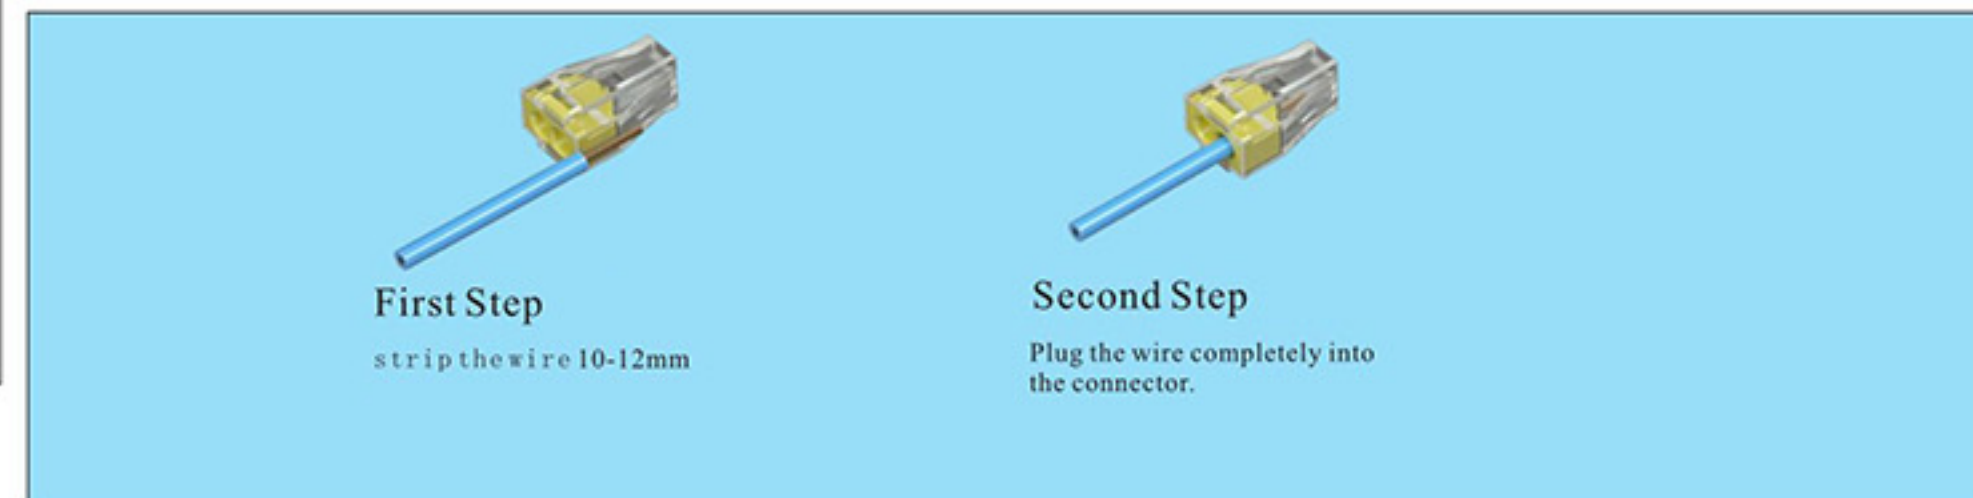 First Step
strip the wire 10-12mm
Second Step
Plug the wire completely into
the connector.